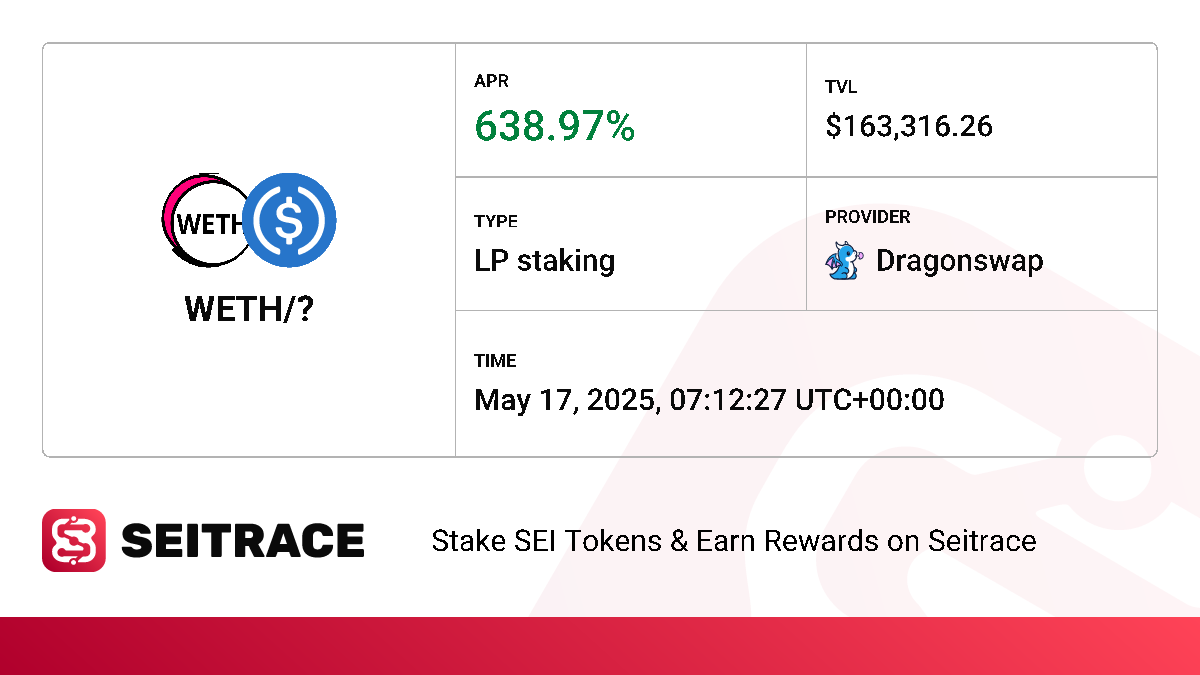 WETH
WETH/?
APR
638.97%
TVL
$163,316.26
TYPE
LP staking
PROVIDER
Dragonswap
TIME
May 17, 2025, 07:12:27 UTC+00:00
SEITRACE
Stake SEI Tokens & Earn Rewards on Seitrace